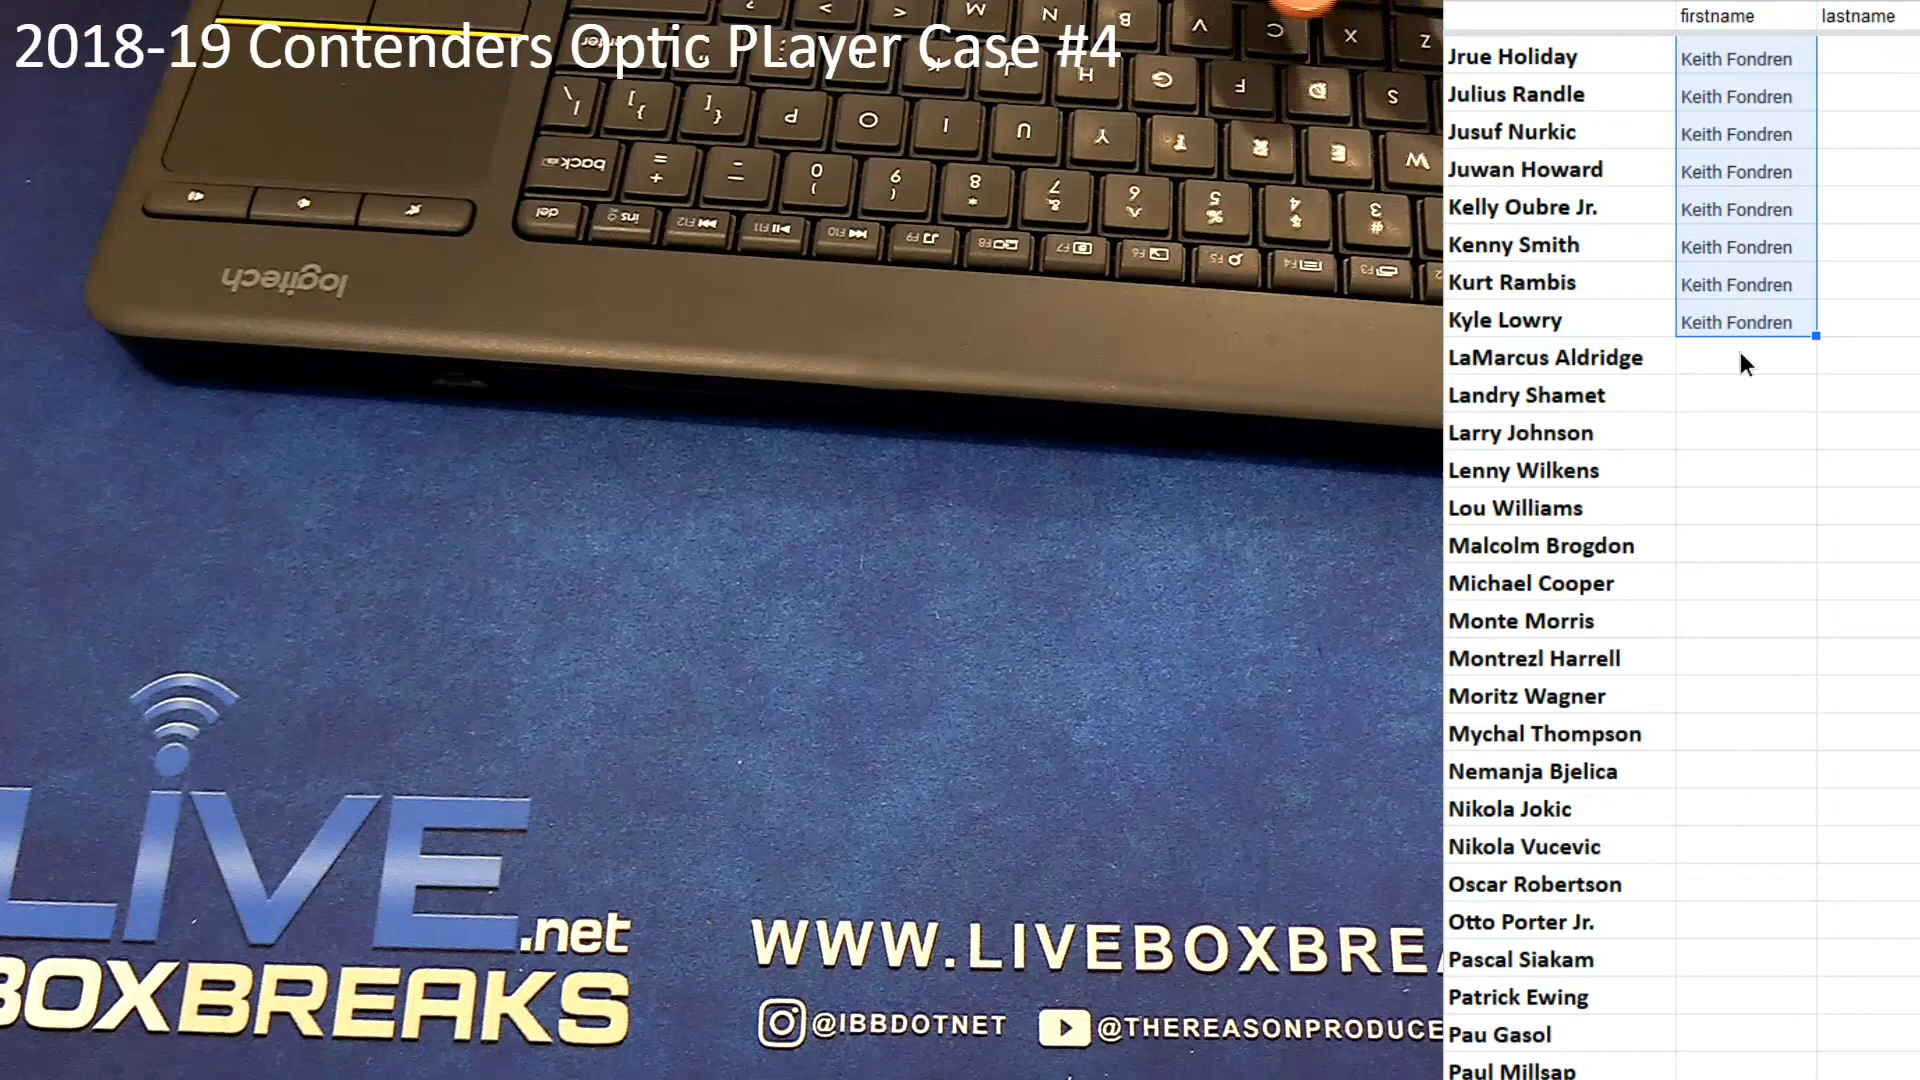 2018-19 Contenders Optic PLayer Case #4
logitech
LIVE
.net
BOXBREAKS
WWW.LIVEBOXBRE
@IBBDOTNET
@THEREASONPRODUCE
firstname lastname
Jrue Holiday Keith Fondren
Julius Randle Keith Fondren
Jusuf Nurkic Keith Fondren
Juwan Howard Keith Fondren
Kelly Oubre Jr. Keith Fondren
Kenny Smith Keith Fondren
Kurt Rambis Keith Fondren
Kyle Lowry Keith Fondren
LaMarcus Aldridge
Landry Shamet
Larry Johnson
Lenny Wilkens
Lou Williams
Malcolm Brogdon
Michael Cooper
Monte Morris
Montrezl Harrell
Moritz Wagner
Mychal Thompson
Nemanja Bjelica
Nikola Jokic
Nikola Vucevic
Oscar Robertson
Otto Porter Jr.
Pascal Siakam
Patrick Ewing
Pau Gasol
Paul Millsap